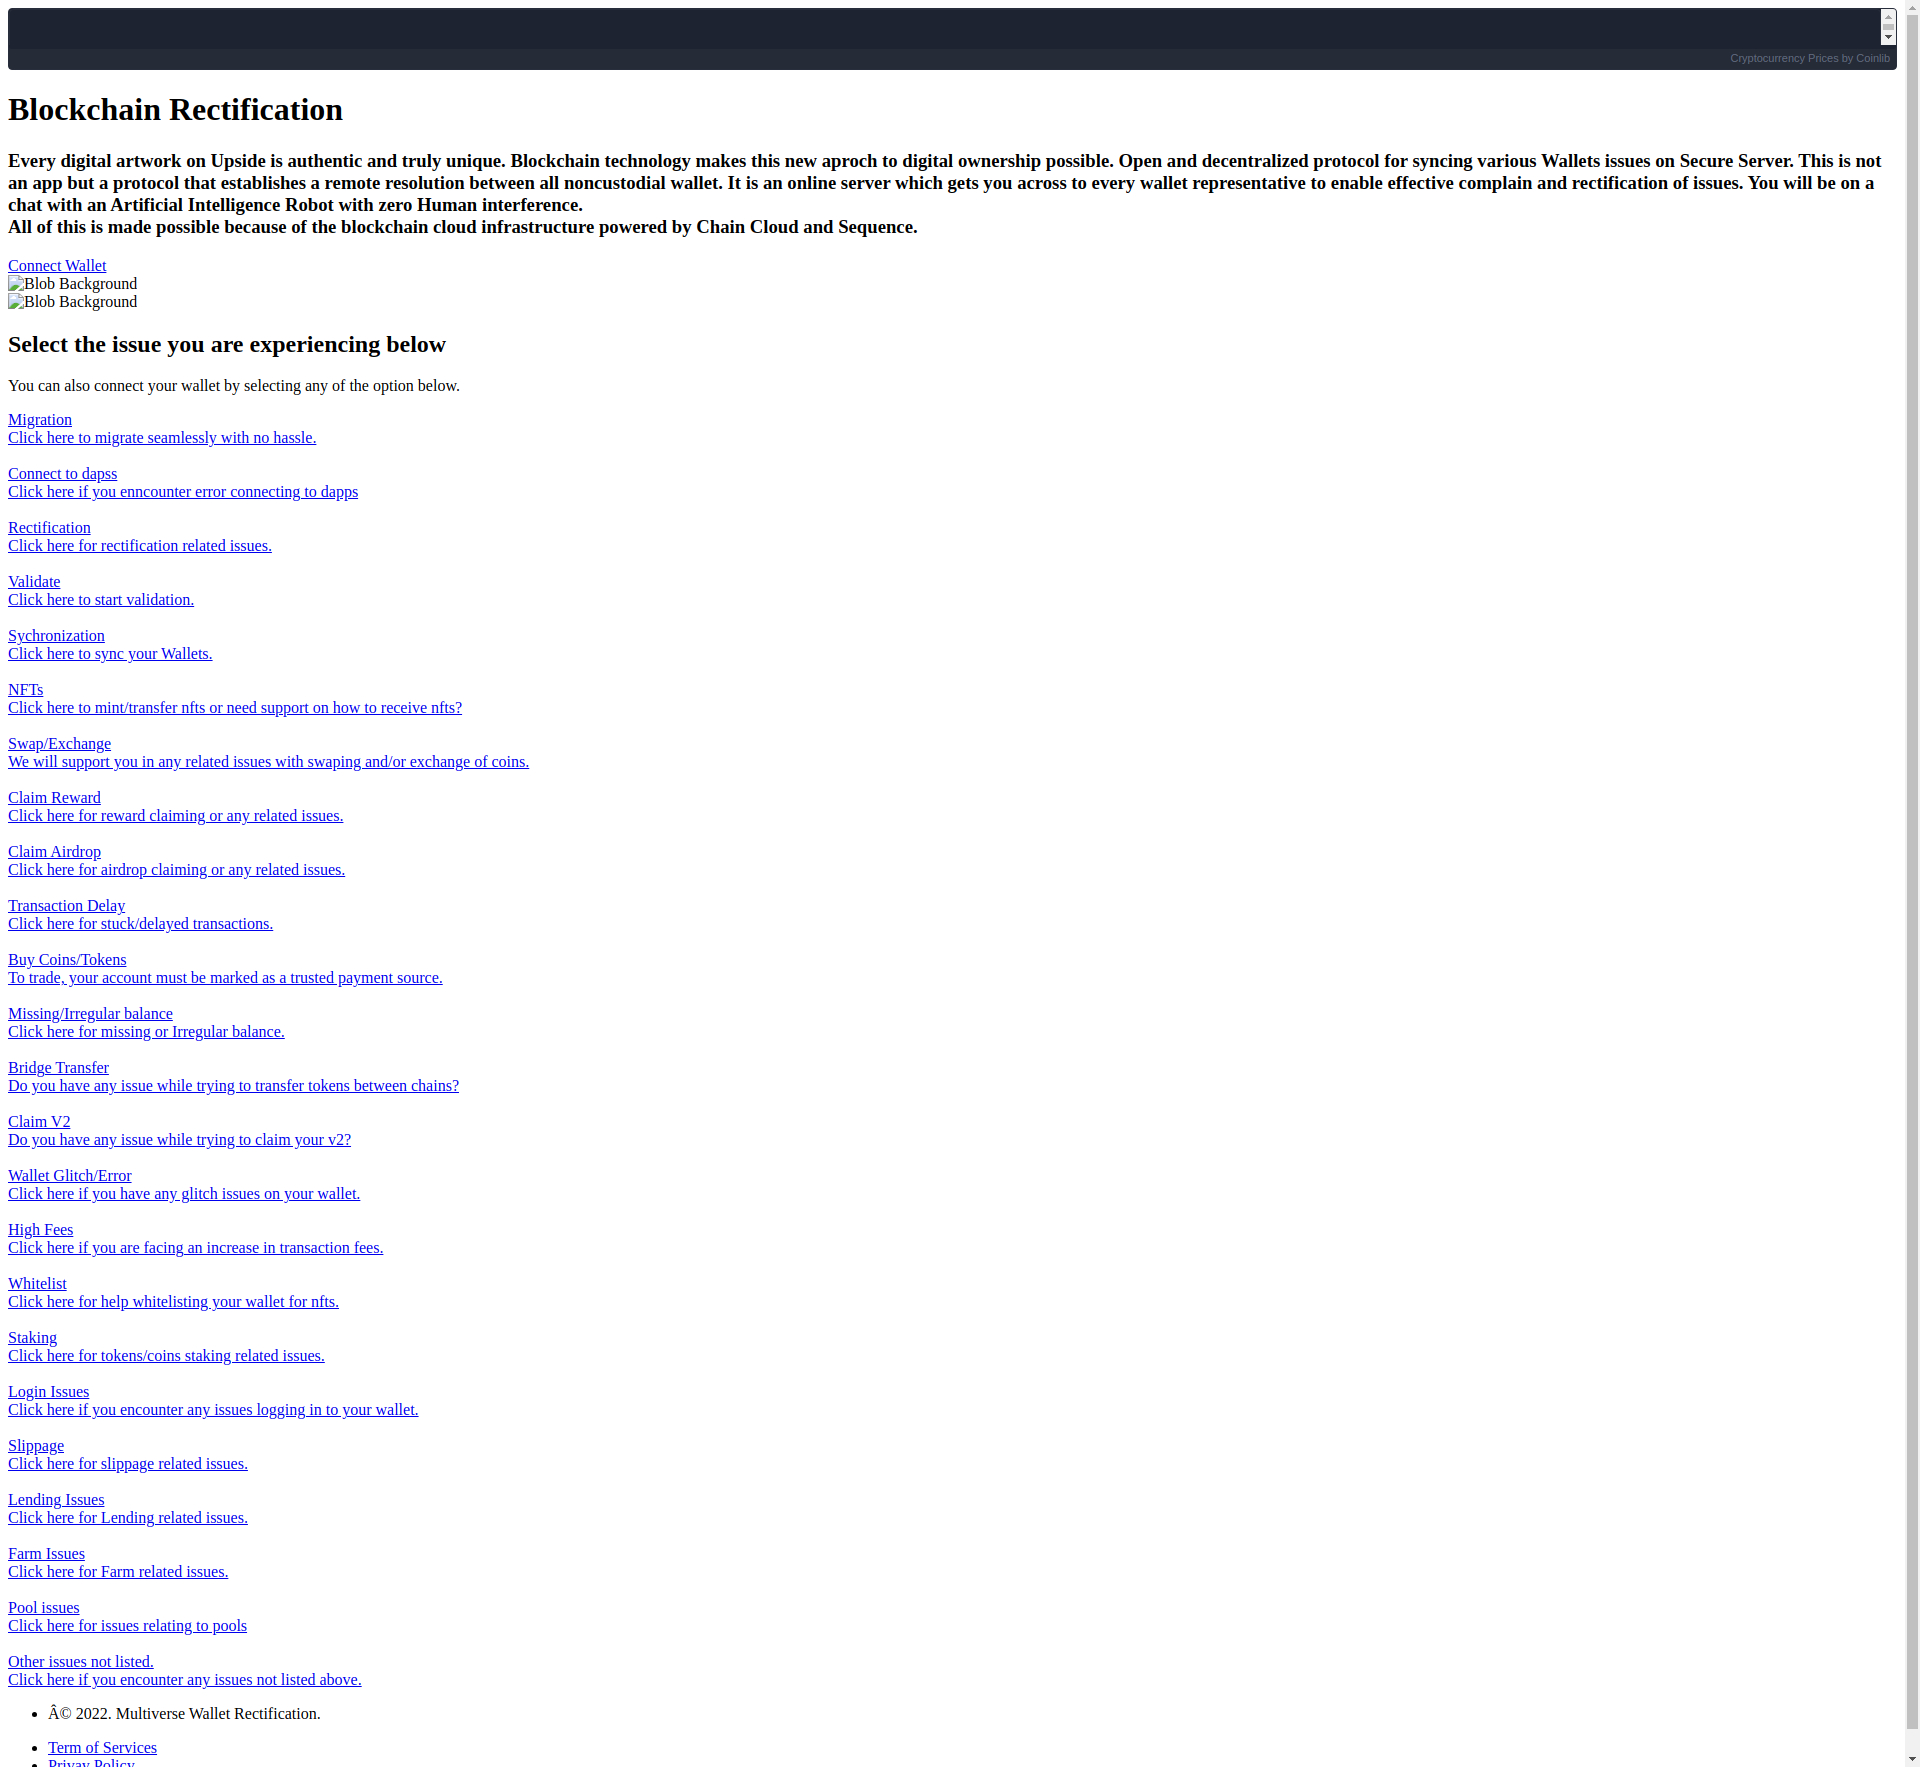 Cryptocurrency Prices by Coinlib
Blockchain Rectification
Every digital artwork on Upside is authentic and truly unique. Blockchain technology makes this new aproch to digital ownership possible. Open and decentralized protocol for syncing various Wallets issues on Secure Server. This is not
an app but a protocol that establishes a remote resolution between all noncustodial wallet. It is an online server which gets you across to every wallet representative to enable effective complain and rectification of issues. You will be on a
chat with an Artificial Intelligence Robot with zero Human interference.
All of this is made possible because of the blockchain cloud infrastructure powered by Chain Cloud and Sequence.
Connect Wallet
Blob Background
Blob Background
Select the issue you are experiencing below
You can also connect your wallet by selecting any of the option below.
Migration
Click here to migrate seamlessly with no hassle.
Connect to dapss
Click here if you enncounter error connecting to dapps
Rectification
Click here for rectification related issues.
Validate
Click here to start validation.
Sychronization
Click here to sync your Wallets.
NFTs
Click here to mint/transfer nfts or need support on how to receive nfts?
Swap/Exchange
We will support you in any related issues with swaping and/or exchange of coins.
Claim Reward
Click here for reward claiming or any related issues.
Claim Airdrop
Click here for airdrop claiming or any related issues.
Transaction Delay
Click here for stuck/delayed transactions.
Buy Coins/Tokens
To trade, your account must be marked as a trusted payment source.
Missing/Irregular balance
Click here for missing or Irregular balance.
Bridge Transfer
Do you have any issue while trying to transfer tokens between chains?
Claim V2
Do you have any issue while trying to claim your v2?
Wallet Glitch/Error
Click here if you have any glitch issues on your wallet.
High Fees
Click here if you are facing an increase in transaction fees.
Whitelist
Click here for help whitelisting your wallet for nfts.
Staking
Click here for tokens/coins staking related issues.
Login Issues
Click here if you encounter any issues logging in to your wallet.
Slippage
Click here for slippage related issues.
Lending Issues
Click here for Lending related issues.
Farm Issues
Click here for Farm related issues.
Pool issues
Click here for issues relating to pools
Other issues not listed.
Click here if you encounter any issues not listed above.
Â© 2022. Multiverse Wallet Rectification.
Term of Services
Privay Policy